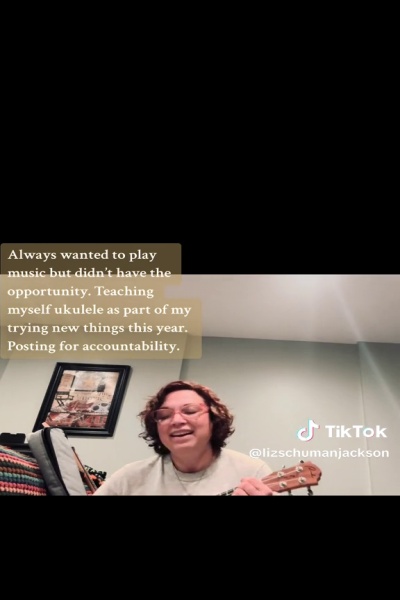 Always wanted to play
music but didn't have the
opportunity. Teaching
myself ukulele as part of my
trying new things this year.
Posting for accountability.
TikTok
@lizschumanjackson